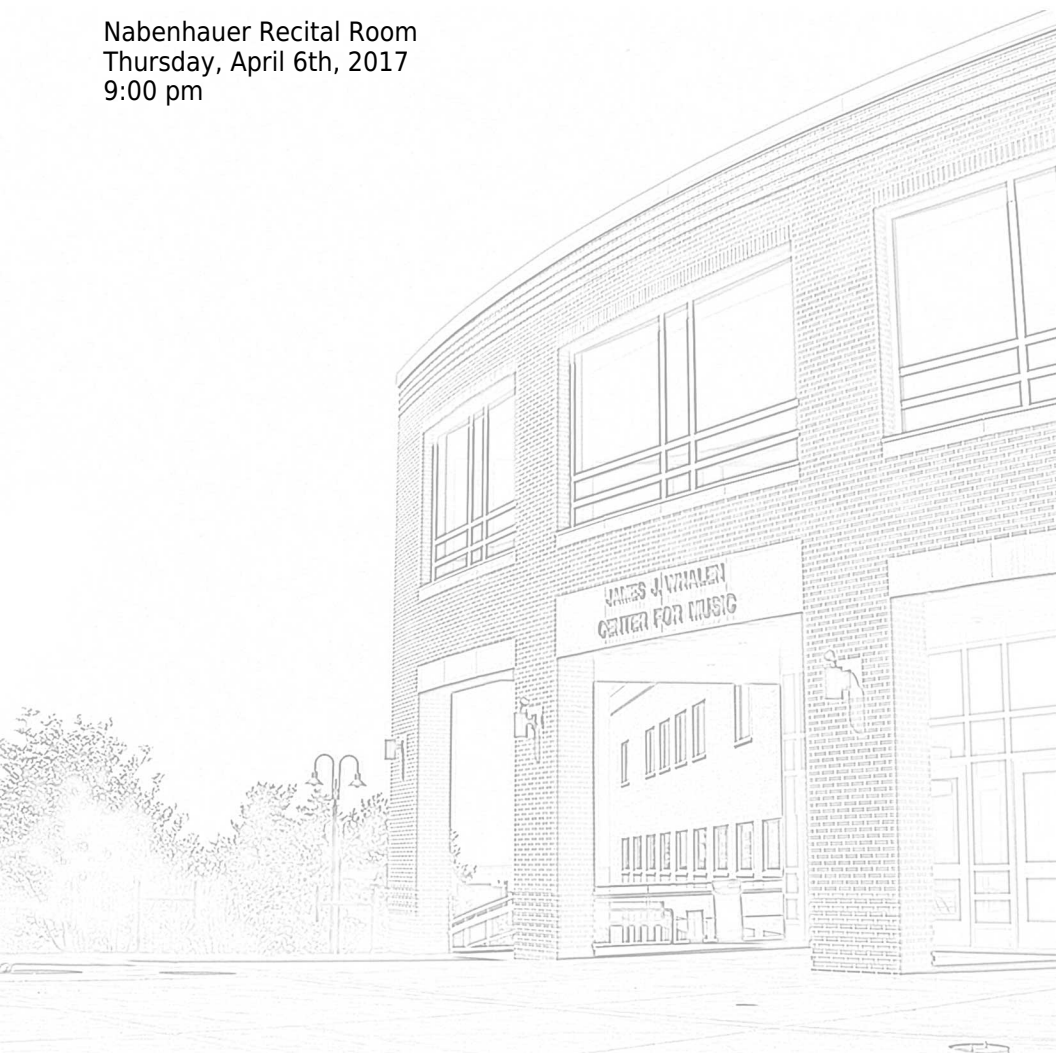 Nabenhauer Recital Room
Thursday, April 6th, 2017
9:00 pm
JAMES J. WHALEN
CENTER FOR MUSIC